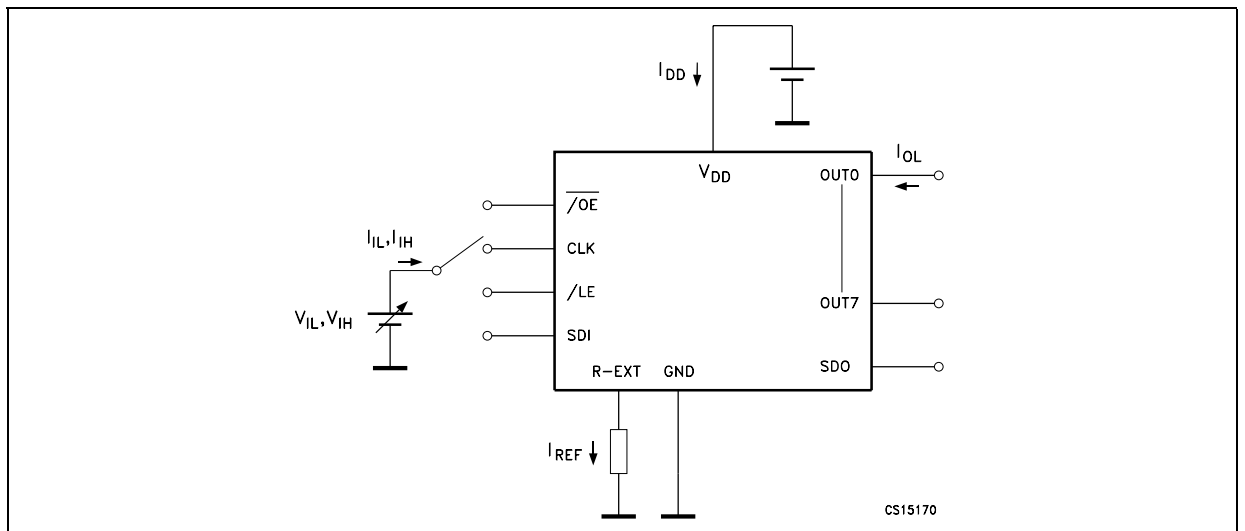 I_DD
V_DD
I_OL
OUT0
/OE
I_IL,I_IH
CLK
/LE
V_IL,V_IH
OUT7
SDI
R-EXT
GND
SDO
I_REF
CS15170